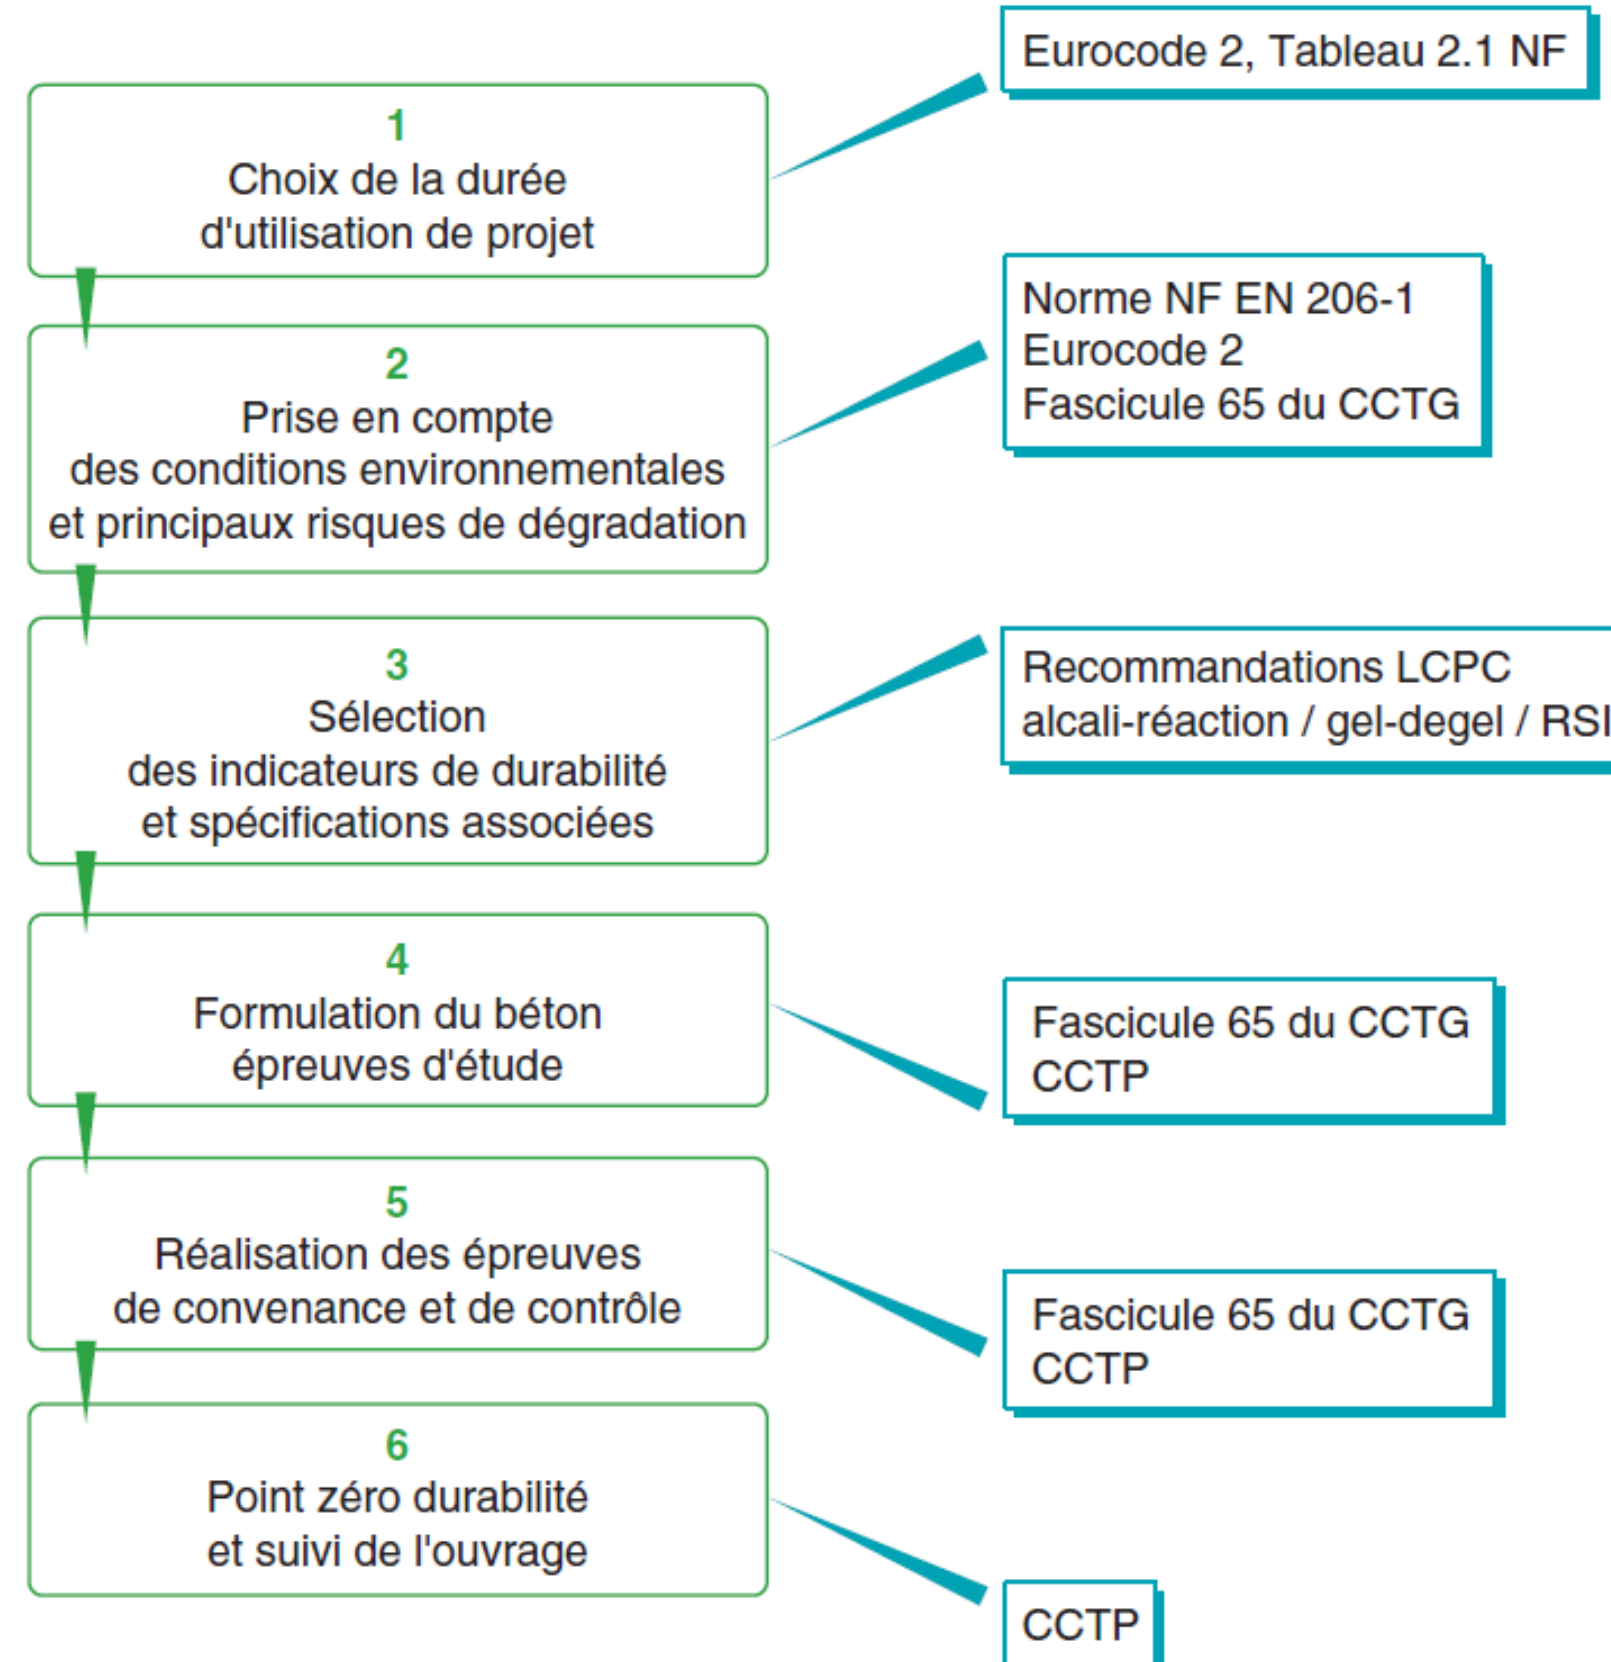 Eurocode 2, Tableau 2.1 NF
1
Choix de la durée
d'utilisation de projet
Norme NF EN 206-1
Eurocode 2
Fascicule 65 du CCTG
2
Prise en compte
des conditions environnementales
et principaux risques de dégradation
Recommandations LCPC
alcali-réaction / gel-degel / RSI
3
Sélection
des indicateurs de durabilité
et spécifications associées
4
Formulation du béton
épreuves d'étude
Fascicule 65 du CCTG
CCTP
5
Réalisation des épreuves
de convenance et de contrôle
Fascicule 65 du CCTG
CCTP
6
Point zéro durabilité
et suivi de l'ouvrage
CCTP